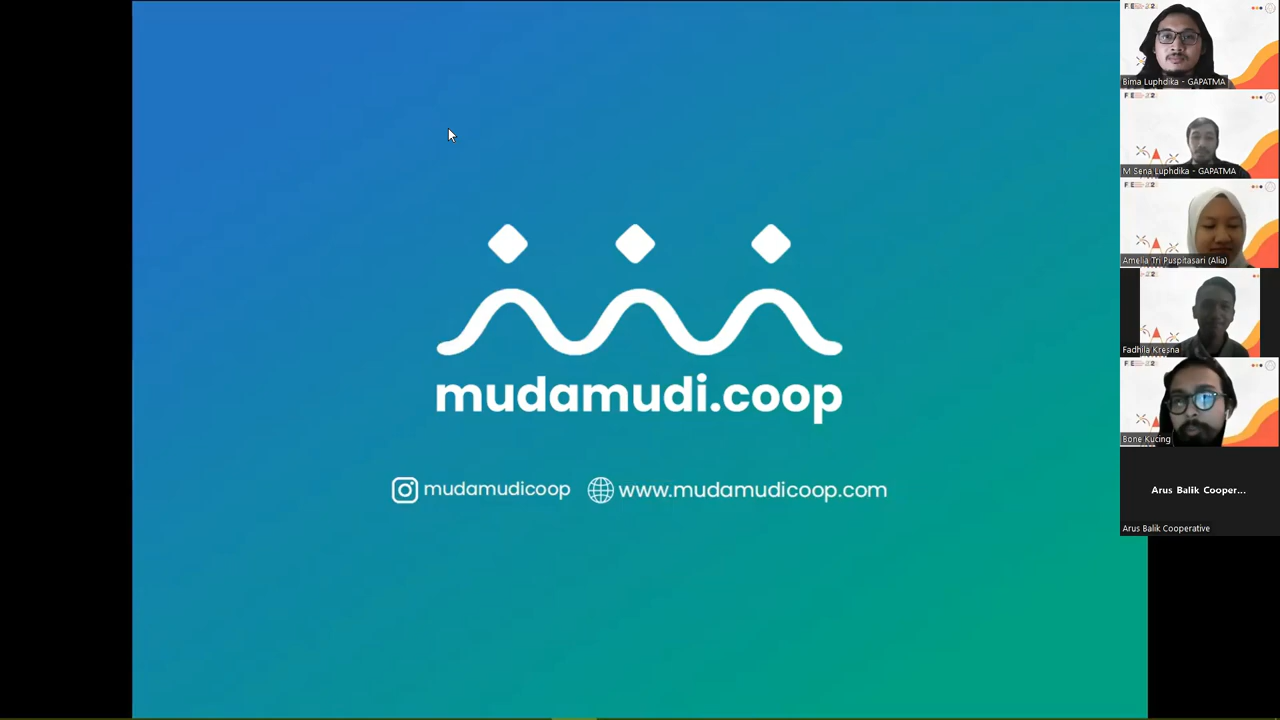 mudamudi.coop
mudamudicoop
www.mudamudicoop.com
Bima Luphdika - GAPATMA
M Sena Luphdika - GAPATMA
Amelia Tri Puspitasari (Alia)
Fadhila Kresna
Bone Kucing
Arus Balik Cooper...
Arus Balik Cooperative